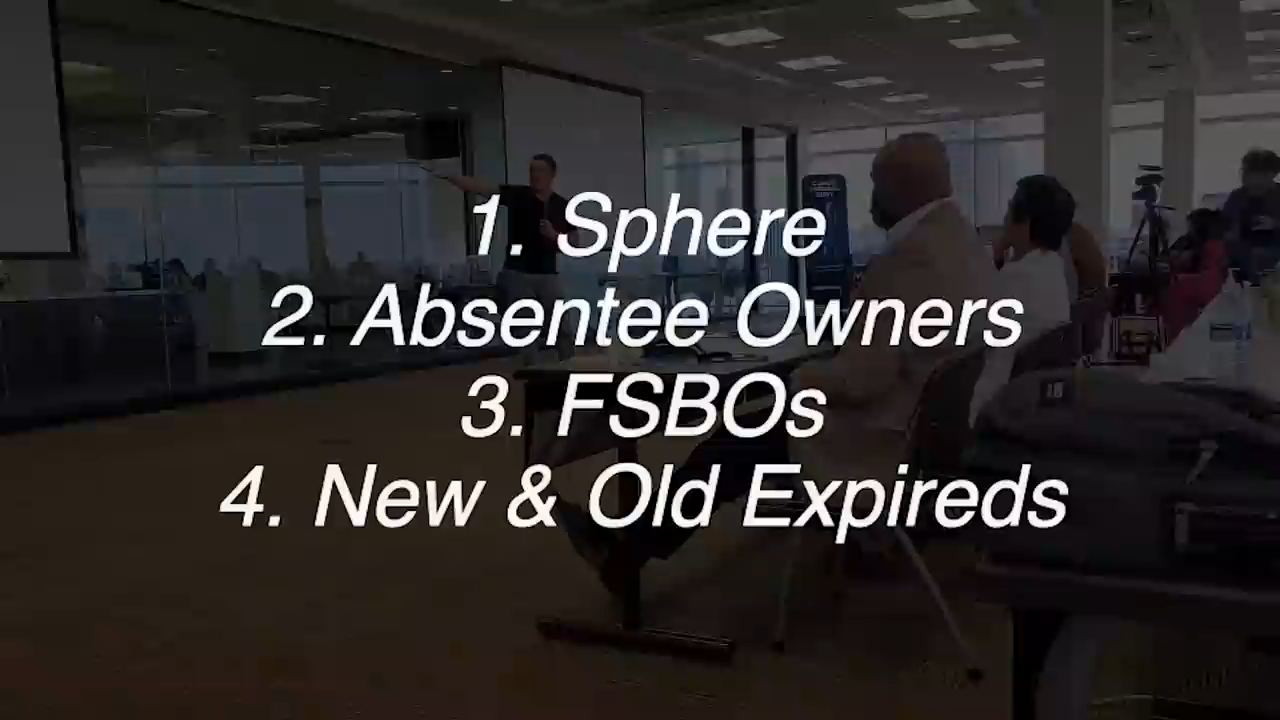 1. Sphere
2. Absentee Owners
3. FSBOs
4. New & Old Expireds